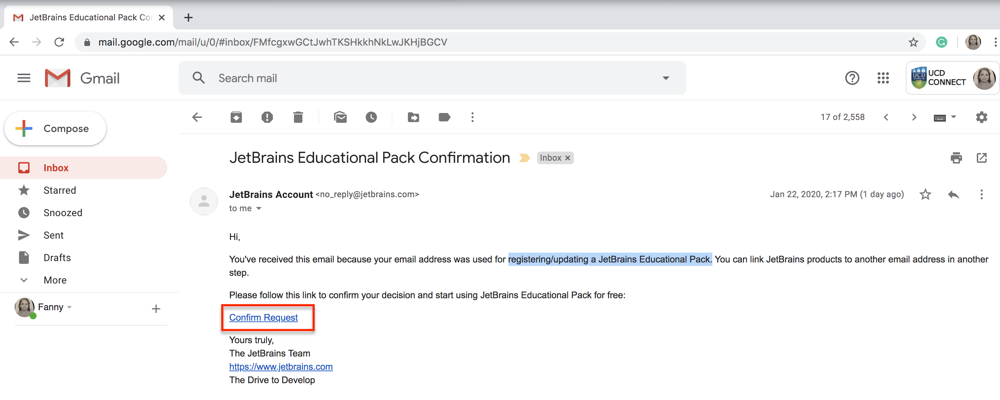 JetBrains Educational Pack Co
mail.google.com/mail/u/0/#inbox/FMfcgxwGCtJwhTKSHkkhNkLwJKHjBGCV
Gmail
Search mail
UCD DUBLIN
UCD
CONNECT
Compose
17 of 2,558
Inbox
Starred
Snoozed
Sent
Drafts
More
Fanny
JetBrains Educational Pack Confirmation
Inbox
JetBrains Account <no_reply@jetbrains.com>
Jan 22, 2020, 2:17 PM (1 day ago)
to me
Hi,
You've received this email because your email address was used for registering/updating a JetBrains Educational Pack. You can link JetBrains products to another email address in another
step.
Please follow this link to confirm your decision and start using JetBrains Educational Pack for free:
Confirm Request
Yours truly,
The JetBrains Team
https://www.jetbrains.com
The Drive to Develop